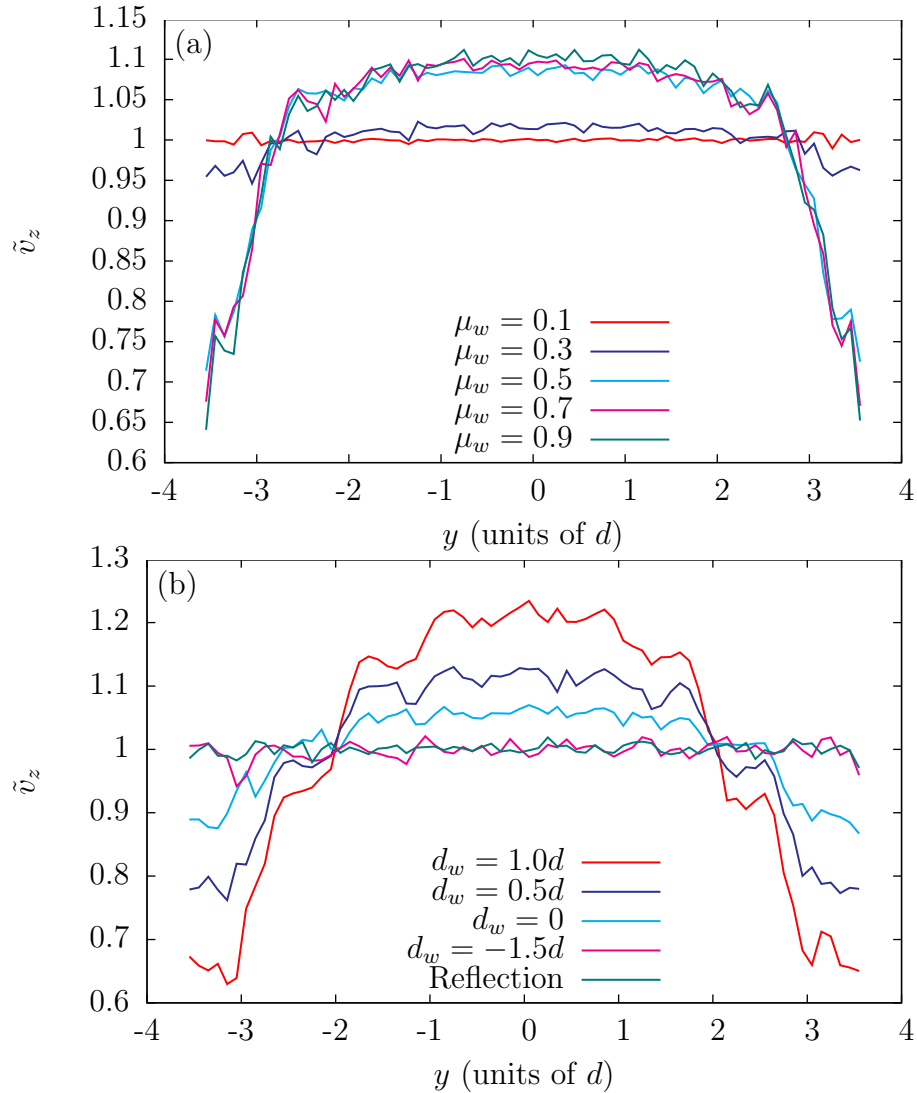 (a)
1.15
1.10
1.05
1
0.95
0.9
0.85
0.8
0.75
0.7
0.65
0.6
ṽ_z
μ_w = 0.1
μ_w = 0.3
μ_w = 0.5
μ_w = 0.7
μ_w = 0.9
-4 -3 -2 -1 0 1 2 3 4
y (units of d)
(b)
1.3
1.2
1.1
1
0.9
0.8
0.7
0.6
ṽ_z
d_w = 1.0d
d_w = 0.5d
d_w = 0
d_w = −1.5d
Reflection
-4 -3 -2 -1 0 1 2 3 4
y (units of d)